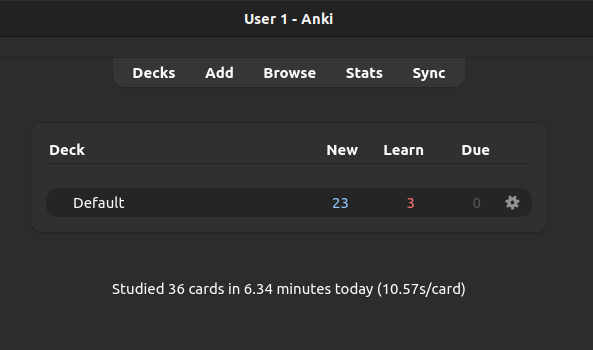 User 1 - Anki
Decks Add Browse Stats Sync
Deck New Learn Due
Default 23 3 0
Studied 36 cards in 6.34 minutes today (10.57s/card)